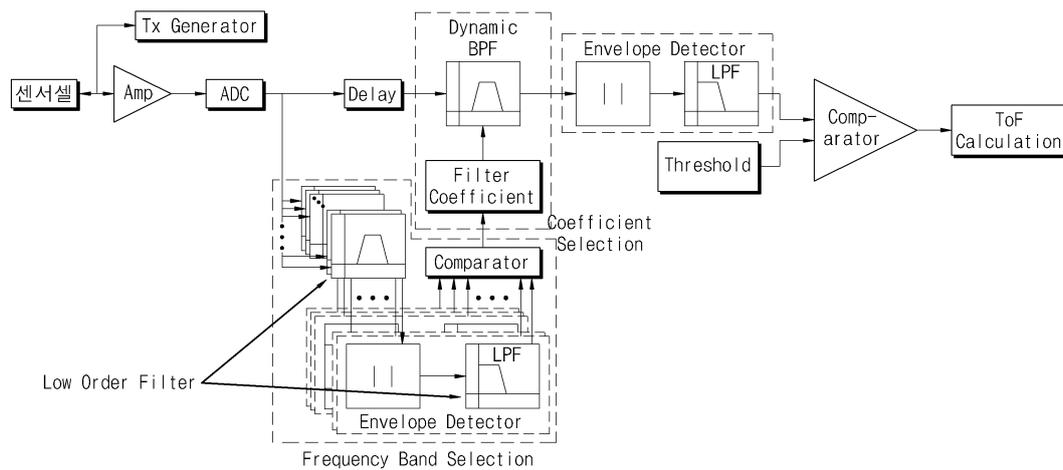 Tx Generator
센서셀
Amp
ADC
Delay
Dynamic
BPF
Envelope Detector
LPF
Comp-
arator
ToF
Calculation
Threshold
Filter
Coefficient
Coefficient
Selection
Comparator
LPF
Envelope Detector
Low Order Filter
Frequency Band Selection